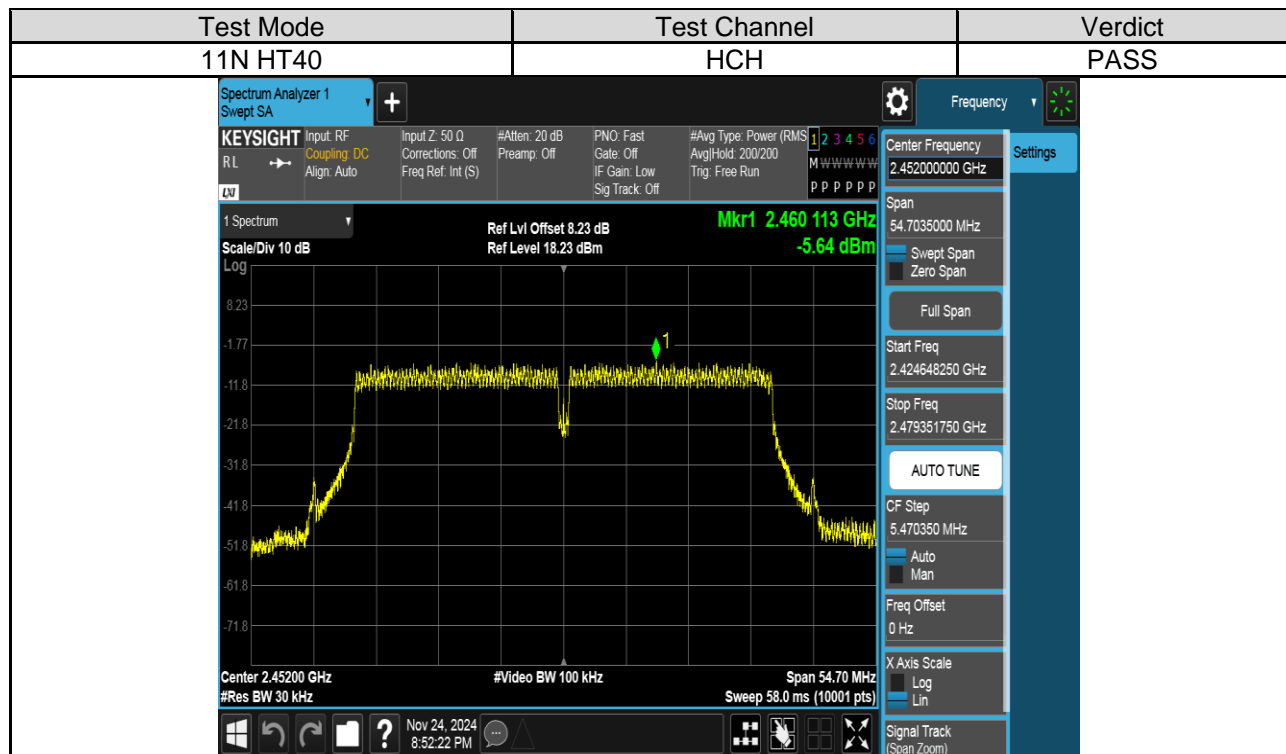 Test Mode Test Channel Verdict
11N HT40 HCH PASS
Spectrum Analyzer 1
Swept SA
+
Frequency
KEYSIGHT
RL
LXI
Input: RF
Coupling: DC
Align: Auto
Input Z: 50 Ω
Corrections: Off
Freq Ref: Int (S)
#Atten: 20 dB
Preamp: Off
PNO: Fast
Gate: Off
IF Gain: Low
Sig Track: Off
#Avg Type: Power (RMS
Avg|Hold: 200/200
Trig: Free Run
1 2 3 4 5 6
M W W W W W
P P P P P P
1 Spectrum
Scale/Div 10 dB
Log
Ref Lvl Offset 8.23 dB
Ref Level 18.23 dBm
Mkr1 2.460 113 GHz
-5.64 dBm
8.23
-1.77
-11.8
-21.8
-31.8
-41.8
-51.8
-61.8
-71.8
1
Center 2.45200 GHz
#Res BW 30 kHz
#Video BW 100 kHz
Span 54.70 MHz
Sweep 58.0 ms (10001 pts)
?
Nov 24, 2024
8:52:22 PM
Center Frequency
2.452000000 GHz
Settings
Span
54.7035000 MHz
Swept Span
Zero Span
Full Span
Start Freq
2.424648250 GHz
Stop Freq
2.479351750 GHz
AUTO TUNE
CF Step
5.470350 MHz
Auto
Man
Freq Offset
0 Hz
X Axis Scale
Log
Lin
Signal Track
(Span Zoom)